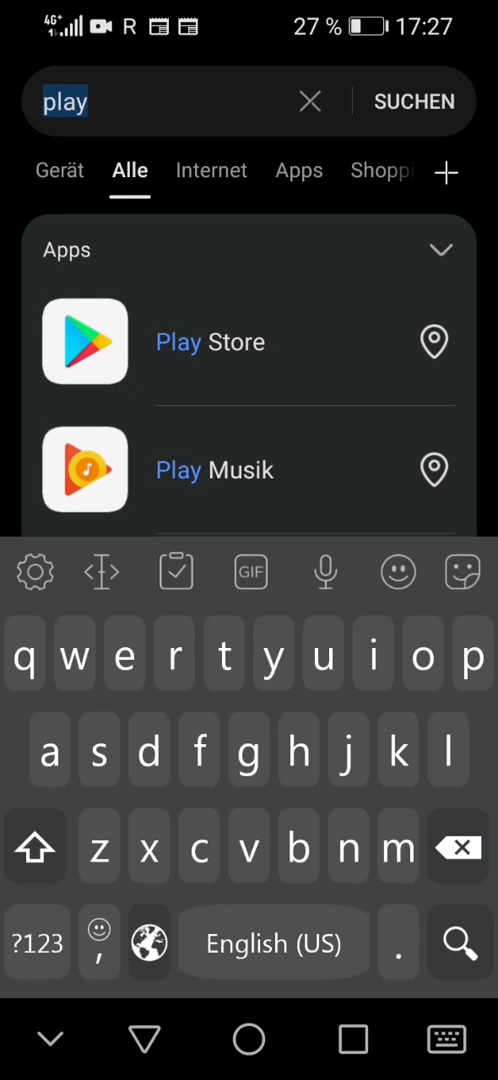 4G+ R 27 % 17:27
play SUCHEN
Gerät Alle Internet Apps Shoppi
Apps
Play Store
Play Musik
GIF
q w e r t y u i o p
a s d f g h j k l
z x c v b n m
?123 , English (US) .